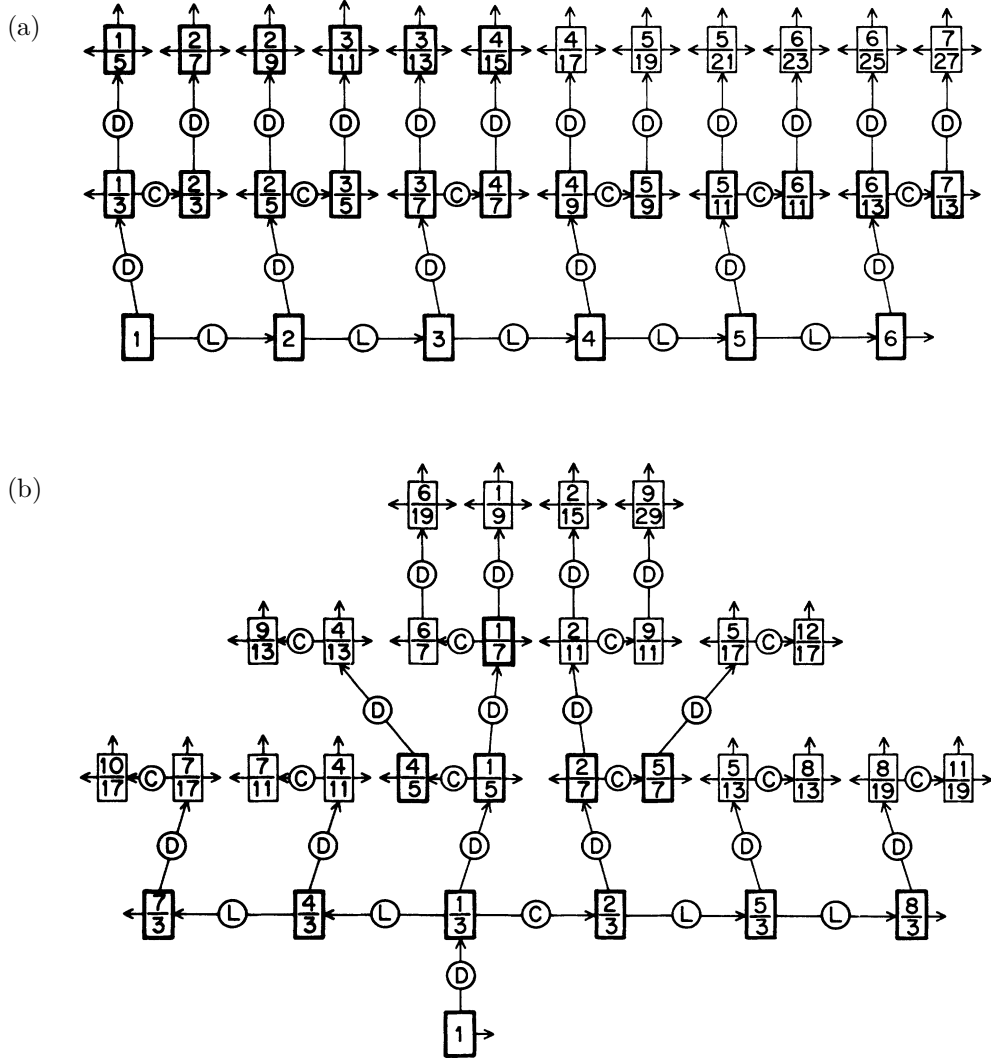 (a)
1/5 2/7 2/9 3/11 3/13 4/15 4/17 5/19 5/21 6/23 6/25 7/27
D D D D D D D D D D D D
1/3 C 2/3 2/5 C 3/5 3/7 C 4/7 4/9 C 5/9 5/11 C 6/11 6/13 C 7/13
D D D D D D
1 L 2 L 3 L 4 L 5 L 6
(b)
6/19 1/9 2/15 9/29
D D D D
9/13 C 4/13 6/7 C 1/7 2/11 C 9/11 5/17 C 12/17
D D D D
10/17 C 7/17 7/11 C 4/11 4/5 C 1/5 2/7 C 5/7 5/13 C 8/13 8/19 C 11/19
D D D D D D
7/3 L 4/3 L 1/3 C 2/3 L 5/3 L 8/3
D
1